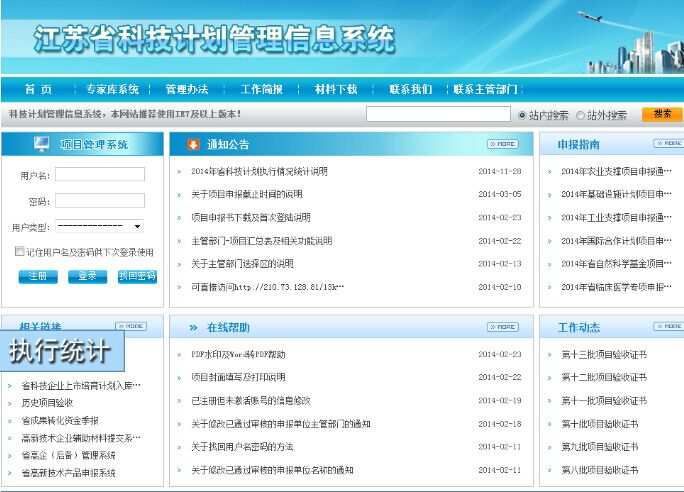 江苏省科技计划管理信息系统
首 页 专家库系统 管理办法 工作简报 材料下载 联系我们 联系主管部门
科技计划管理信息系统，本网站推荐使用IE7及以上版本！ 站内搜索 站外搜索 搜索
项目管理系统
用户名：
密码：
用户类型： -------------
记住用户名及密码供下次登录使用
注册 登录 找回密码
通知公告 >> MORE
2014年省科技计划执行情况统计说明 2014-11-28
关于项目申报截止时间的说明 2014-03-05
项目申报书下载及首次登陆说明 2014-02-23
主管部门-项目汇总表及相关功能说明 2014-02-22
关于主管部门选择区的说明 2014-02-13
可直接访问http://210.73.128.81/15k… 2014-02-10
申报指南 >> MORE
2014年农业支撑项目申报通…
2014年基础设施计划项目申…
2014年工业支撑项目申报通…
2014年国际合作计划项目申…
2014年省自然科学基金项目…
2014年省临床医学专项申报…
相关链接 >> MORE
执行统计
省科技企业上市培育计划入库…
历史项目验收
省成果转化资金季报
高新技术企业辅助材料提交系…
省高企（后备）管理系统
省高新技术产品申报系统
在线帮助 >> MORE
PDF水印及Word转PDF帮助 2014-02-23
项目封面填写及打印说明 2014-02-23
已注册但未激活账号的信息修改 2014-02-19
关于修改已通过审核的申报单位主管部门的通知 2014-02-18
关于找回用户名密码的方法 2014-02-11
关于修改已通过审核的申报单位名称的通知 2014-02-11
工作动态 >> MORE
第十三批项目验收证书
第十二批项目验收证书
第十一批项目验收证书
第十批项目验收证书
第九批项目验收证书
第八批项目验收证书